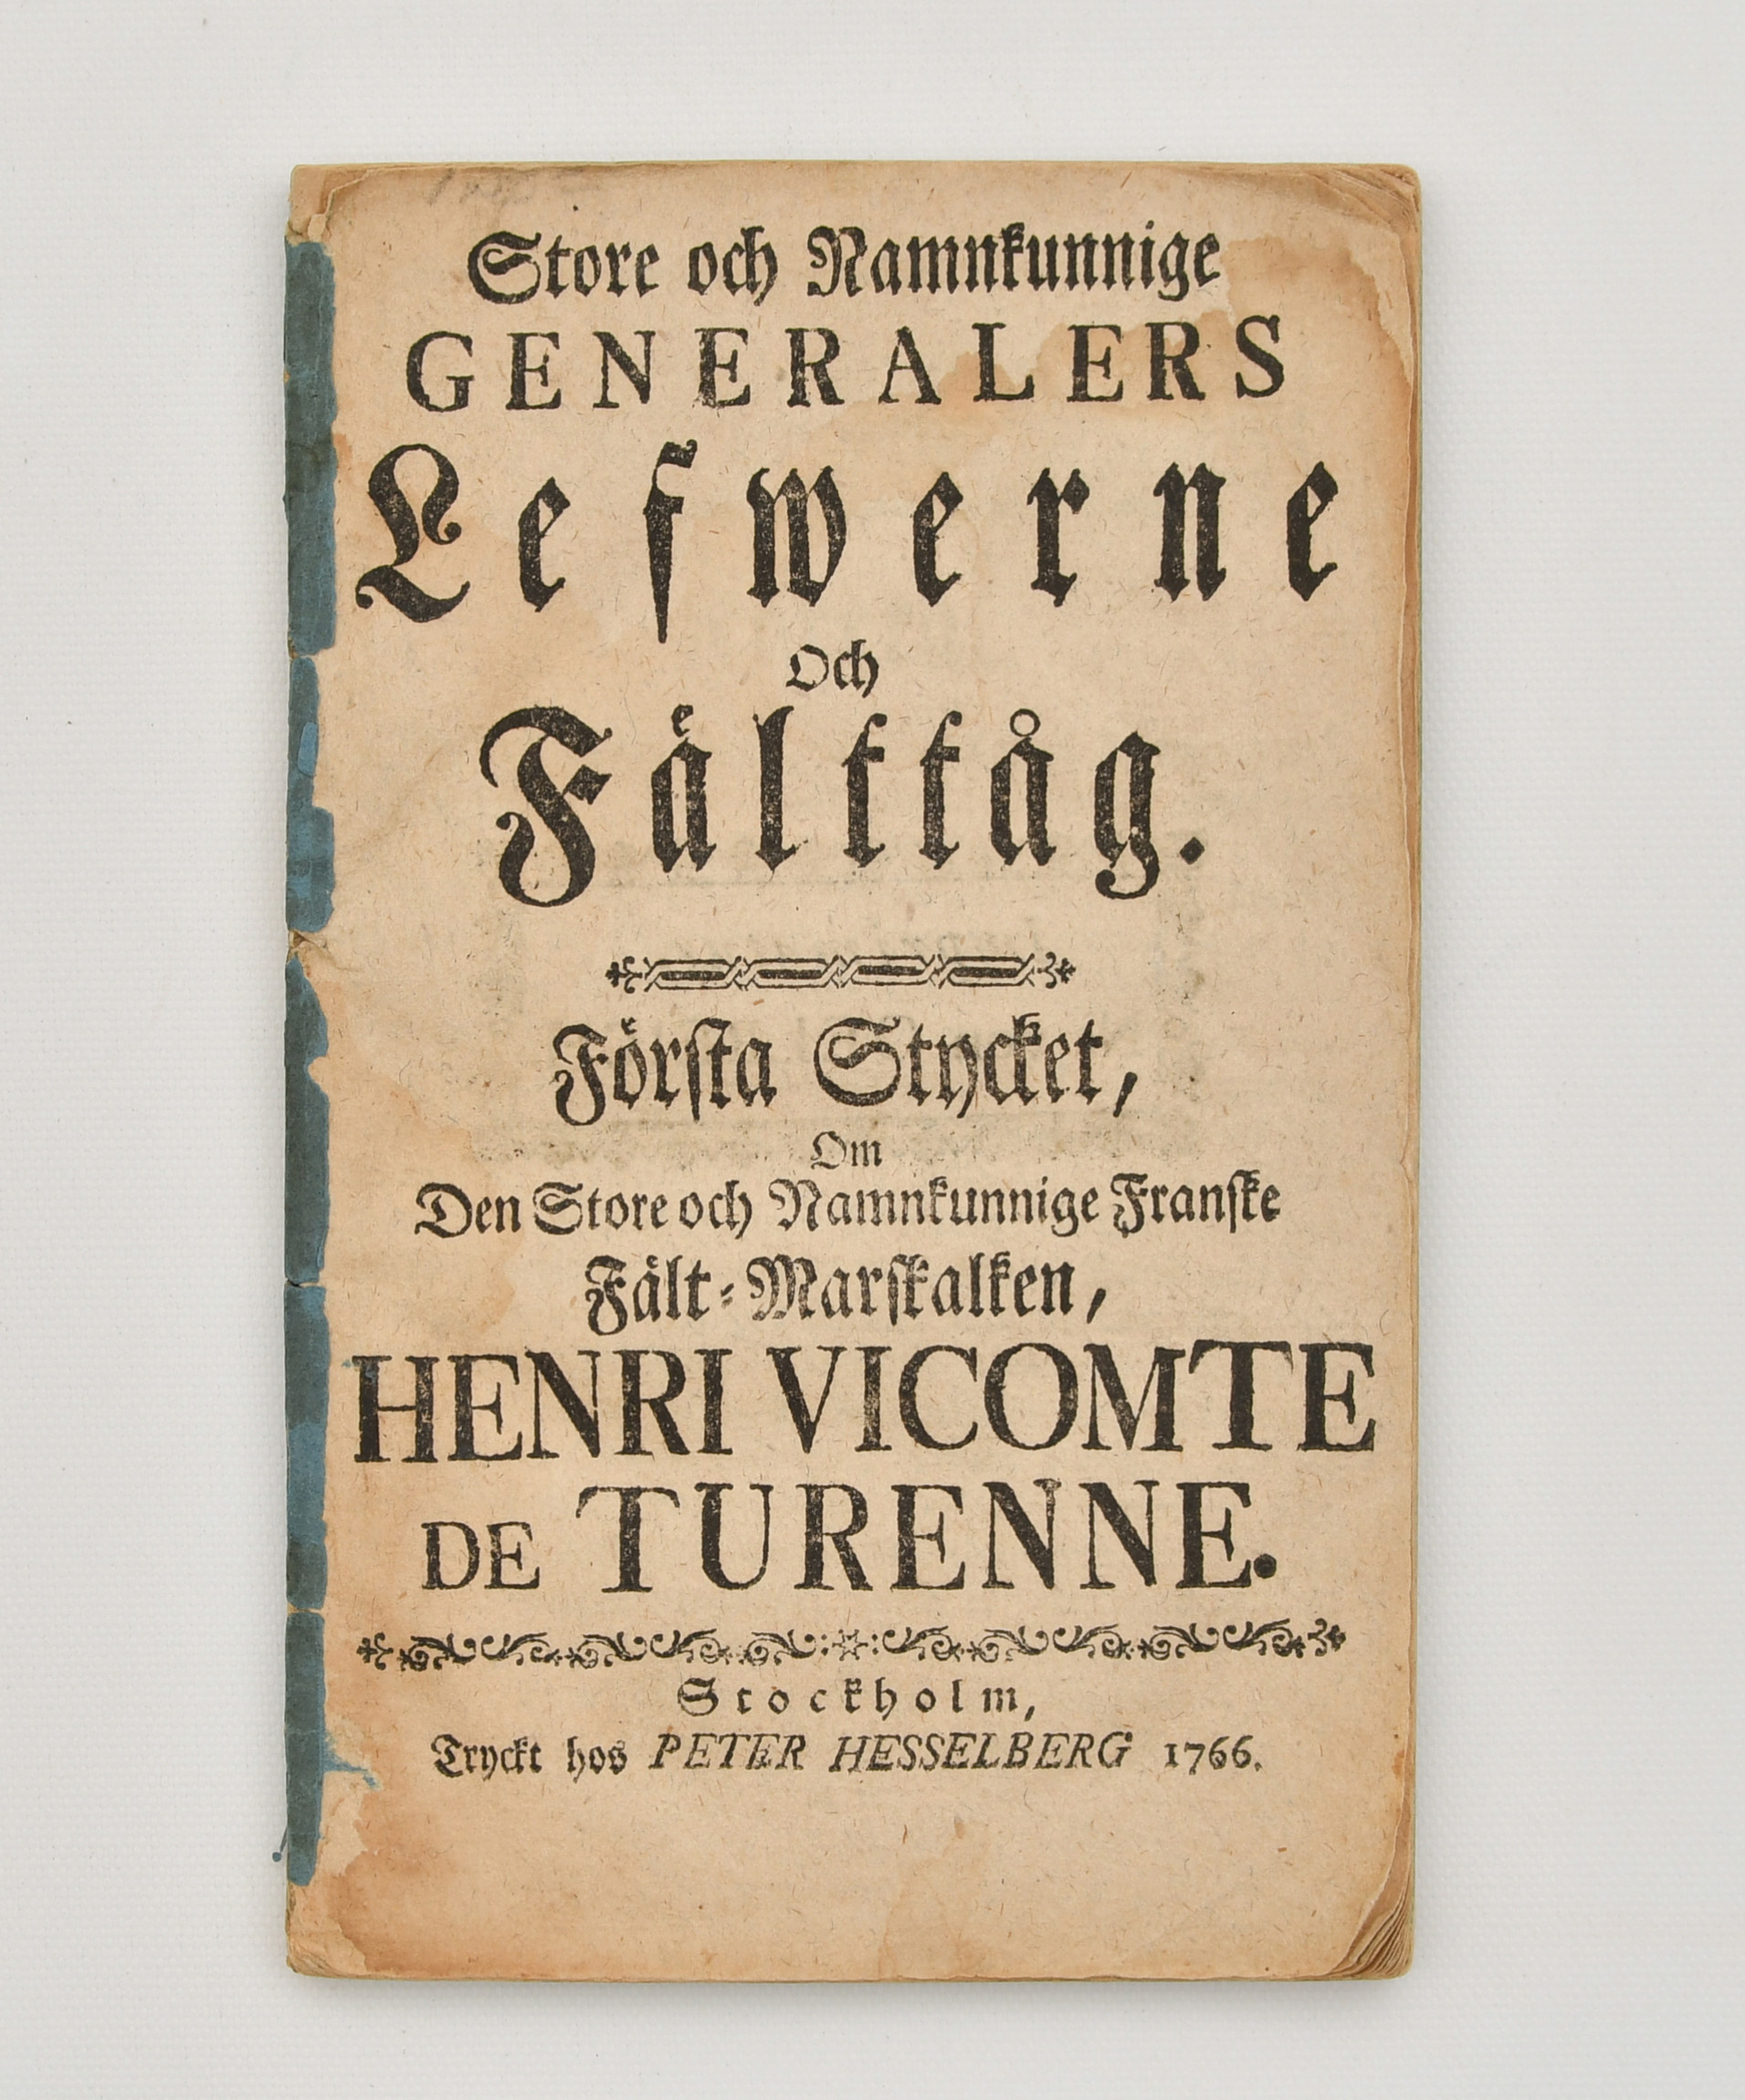 Store och Namnkunnige
GENERALERS
Lefwerne
Och
Fälttåg.
Första Stycket,
Om
Den Store och Namnkunnige Franske
Fält-Marskalken,
HENRI VICOMTE
DE TURENNE.
Stockholm,
Tryckt hos PETER HESSELBERG 1766.